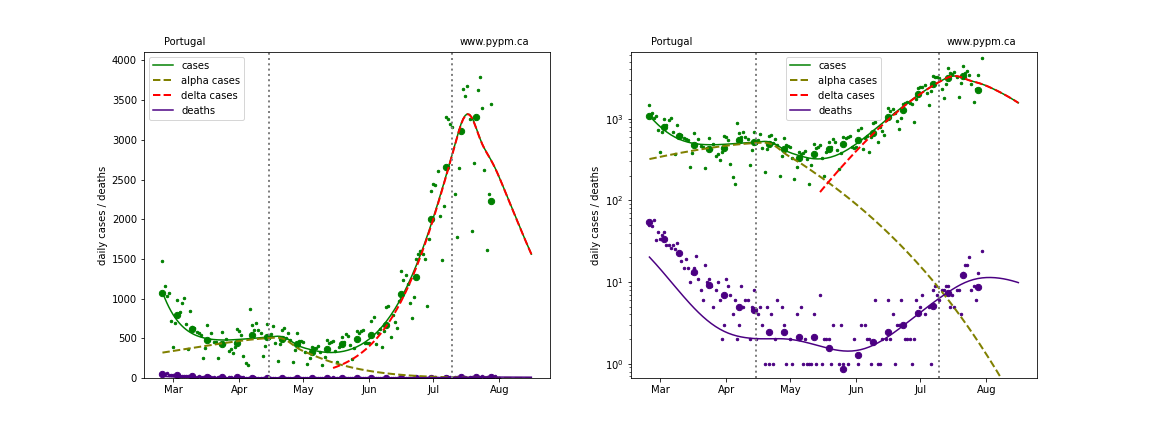 Portugal www.pypm.ca
cases
alpha cases
delta cases
deaths
daily cases / deaths
4000
3500
3000
2500
2000
1500
1000
500
0
Mar Apr May Jun Jul Aug
Portugal www.pypm.ca
cases
alpha cases
delta cases
deaths
daily cases / deaths
10³
10²
10¹
10⁰
Mar Apr May Jun Jul Aug